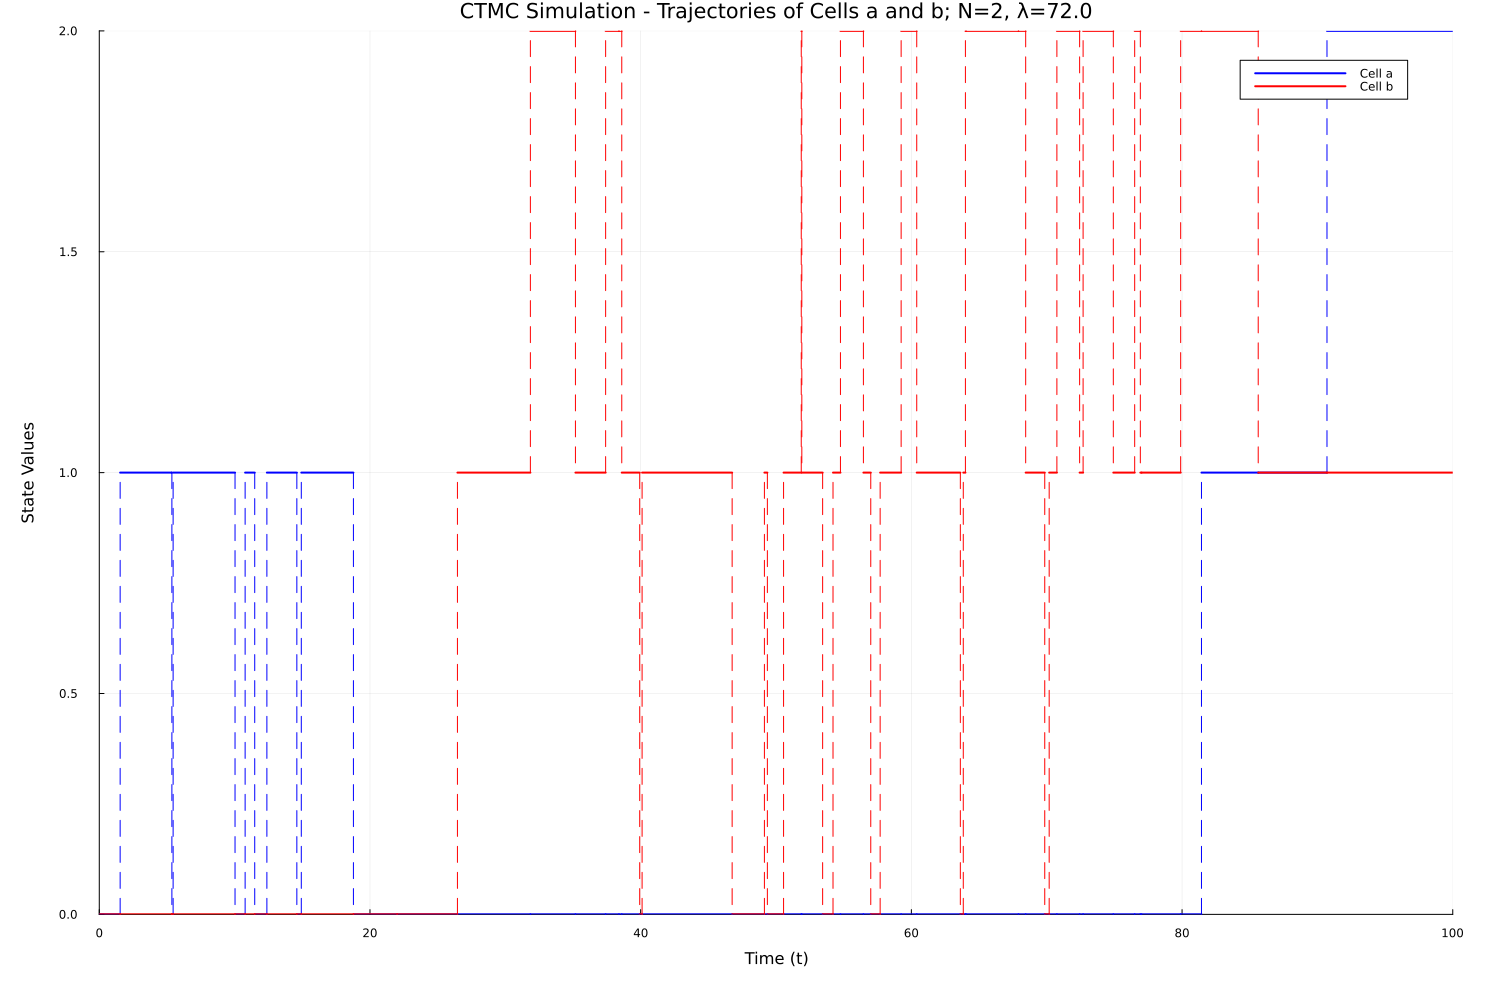 CTMC Simulation - Trajectories of Cells a and b; N=2, λ=72.0
2.0
Cell a
Cell b
1.5
State Values
1.0
0.5
0.0
0 20 40 60 80 100
Time (t)